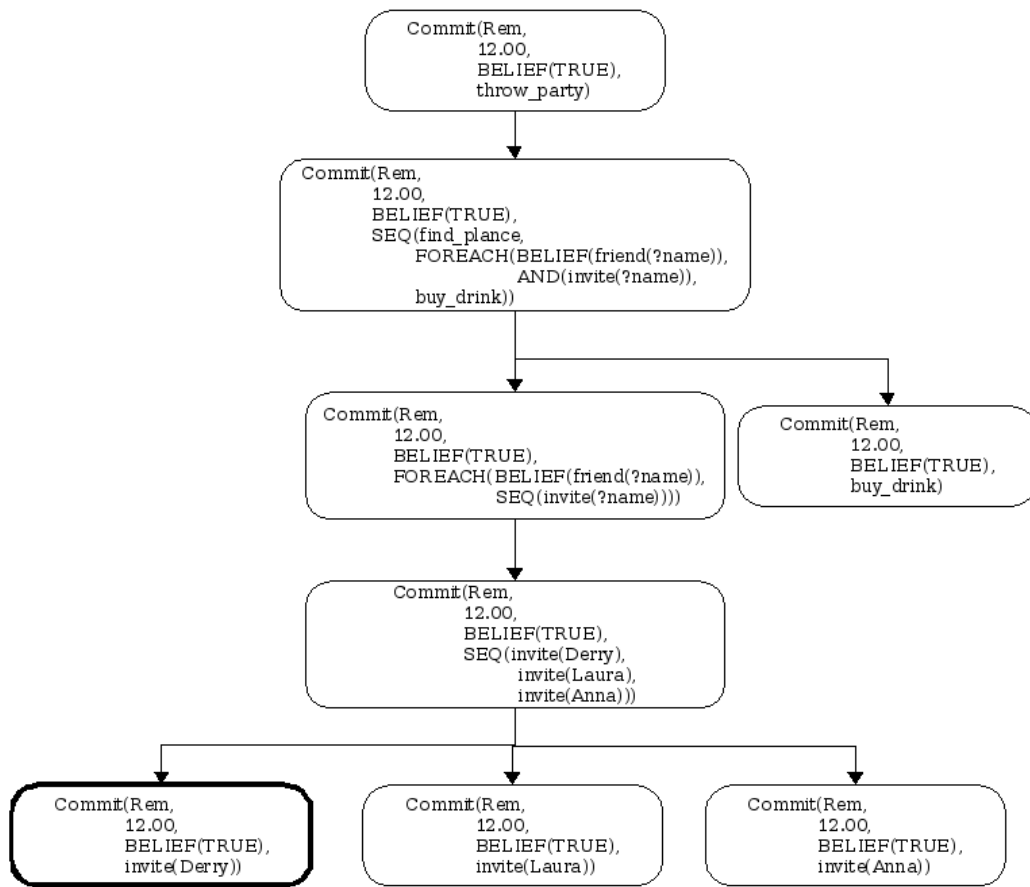 Commit(Rem,
12.00,
BELIEF(TRUE),
throw_party)
Commit(Rem,
12.00,
BELIEF(TRUE),
SEQ(find_plance,
FOREACH(BELIEF(friend(?name)),
AND(invite(?name)),
buy_drink))
Commit(Rem,
12.00,
BELIEF(TRUE),
FOREACH(BELIEF(friend(?name)),
SEQ(invite(?name))))
Commit(Rem,
12.00,
BELIEF(TRUE),
buy_drink)
Commit(Rem,
12.00,
BELIEF(TRUE),
SEQ(invite(Derry),
invite(Laura),
invite(Anna)))
Commit(Rem,
12.00,
BELIEF(TRUE),
invite(Derry))
Commit(Rem,
12.00,
BELIEF(TRUE),
invite(Laura))
Commit(Rem,
12.00,
BELIEF(TRUE),
invite(Anna))